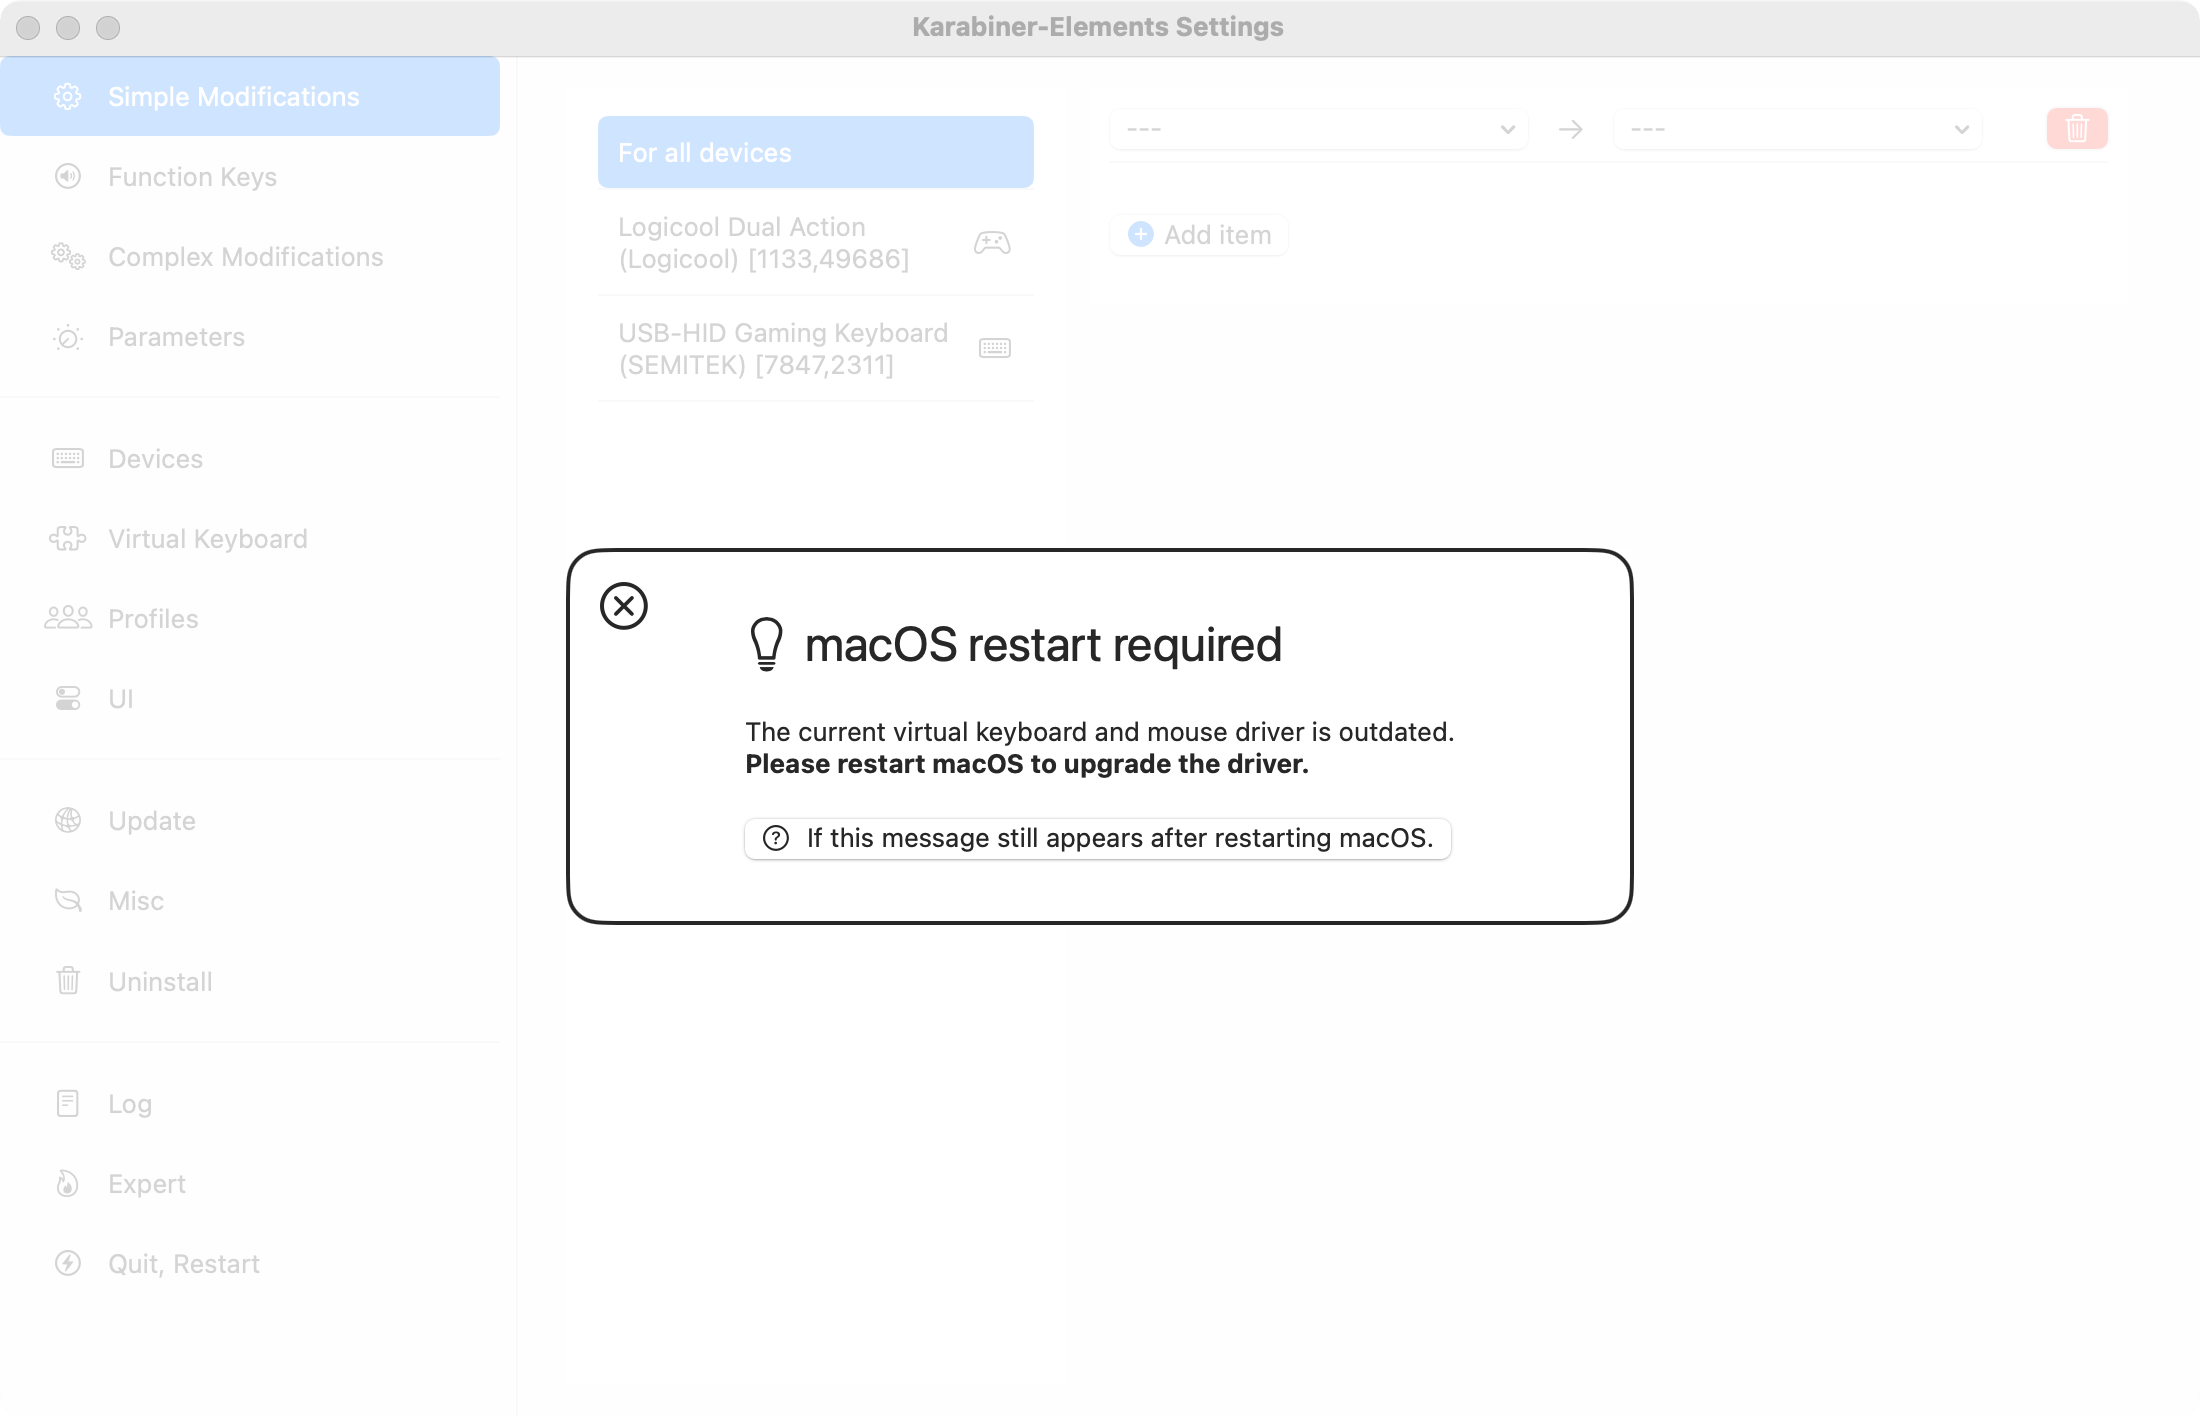 Karabiner-Elements Settings
Simple Modifications
Function Keys
Complex Modifications
Parameters
Devices
Virtual Keyboard
Profiles
UI
Update
Misc
Uninstall
Log
Expert
Quit, Restart
For all devices
Logicool Dual Action
(Logicool) [1133,49686]
USB-HID Gaming Keyboard
(SEMITEK) [7847,2311]
---
---
Add item
macOS restart required
The current virtual keyboard and mouse driver is outdated.
Please restart macOS to upgrade the driver.
If this message still appears after restarting macOS.